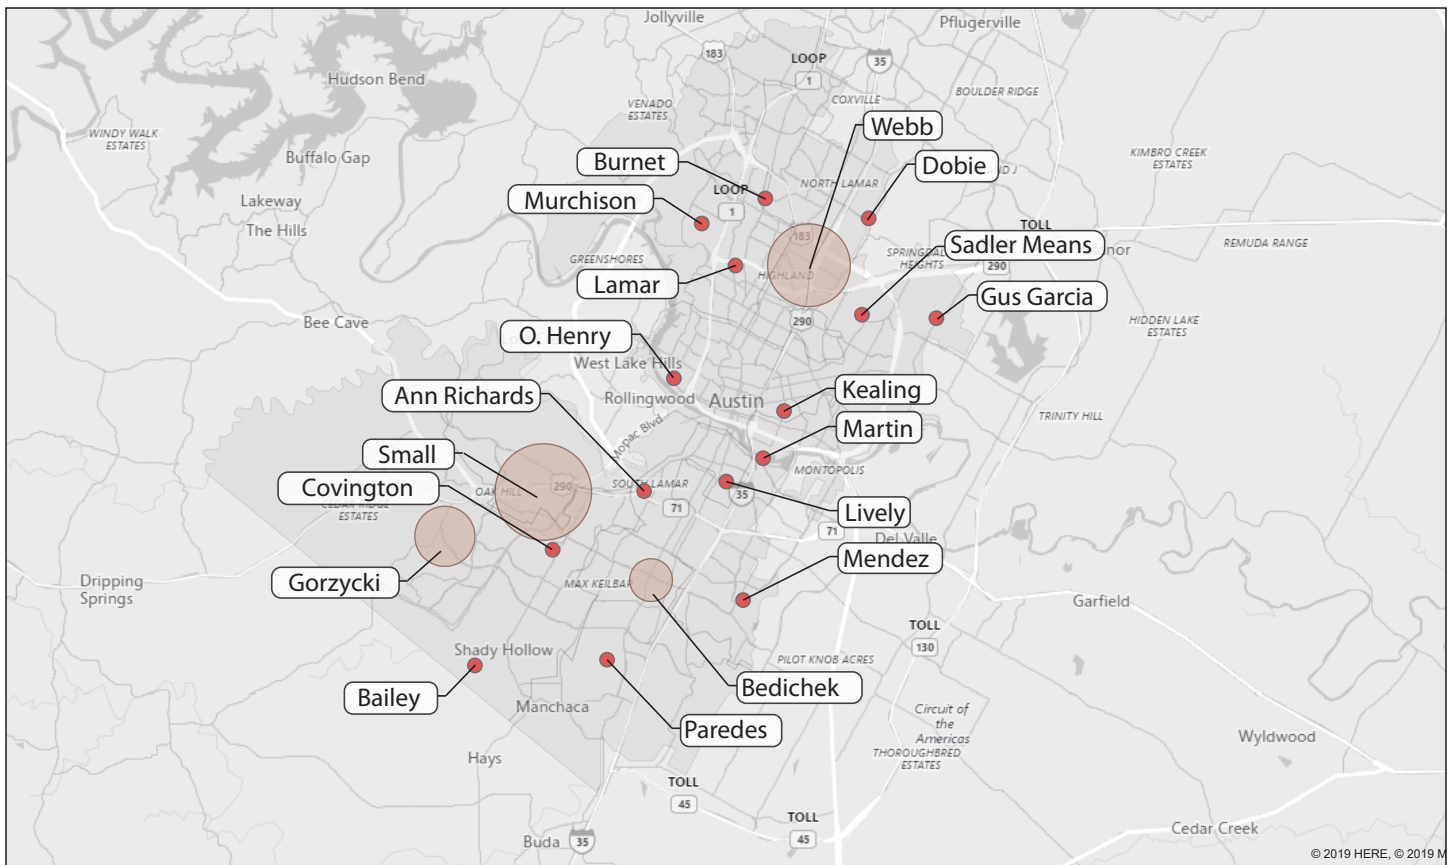 Jollyville
Pflugerville
183
LOOP
1
35
Hudson Bend
VENADO
ESTATES
COXVILLE
BOULDER RIDGE
WINDY WALK
ESTATES
Webb
Buffalo Gap
Burnet
Dobie
KIMBRO CREEK
ESTATES
Murchison
LOOP
1
NORTH LAMAR
Lakeway
The Hills
TOLL
183
Sadler Means
GREENSHORES
SPRINGDALE
HEIGHTS
290
REMUDA RANGE
Lamar
HIGHLAND
Gus Garcia
Bee Cave
O. Henry
290
HIDDEN LAKE
ESTATES
West Lake Hills
Ann Richards
Rollingwood
Austin
Kealing
Mopac Blvd
Martin
TRINITY HILL
Small
MONTOPOLIS
Covington
OAK HILL
290
SOUTH LAMAR
35
CEDAR RIDGE
ESTATES
71
Lively
71
Del Valle
Mendez
Gorzycki
MAX KEILBAR
Dripping
Springs
Garfield
TOLL
130
Shady Hollow
PILOT KNOB ACRES
Bailey
Bedichek
Manchaca
Circuit of
the
Americas
Paredes
THOROUGHBRED
ESTATES
Wyldwood
Hays
TOLL
45
TOLL
45
Buda
35
Cedar Creek
© 2019 HERE, © 2019 M